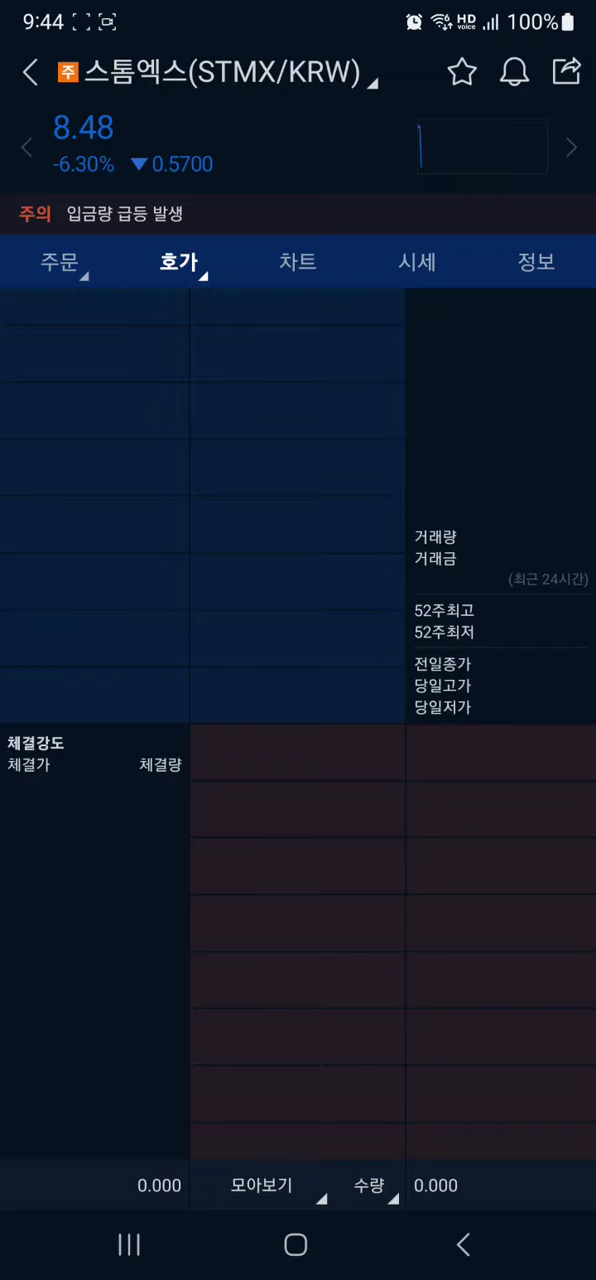 9:44 HD voice 100%
주 스톰엑스(STMX/KRW)
8.48
-6.30% ▼0.5700
주의 입금량 급등 발생
주문 호가 차트 시세 정보
거래량
거래금
(최근 24시간)
52주최고
52주최저
전일종가
당일고가
당일저가
체결강도
체결가 체결량
0.000 모아보기 수량 0.000